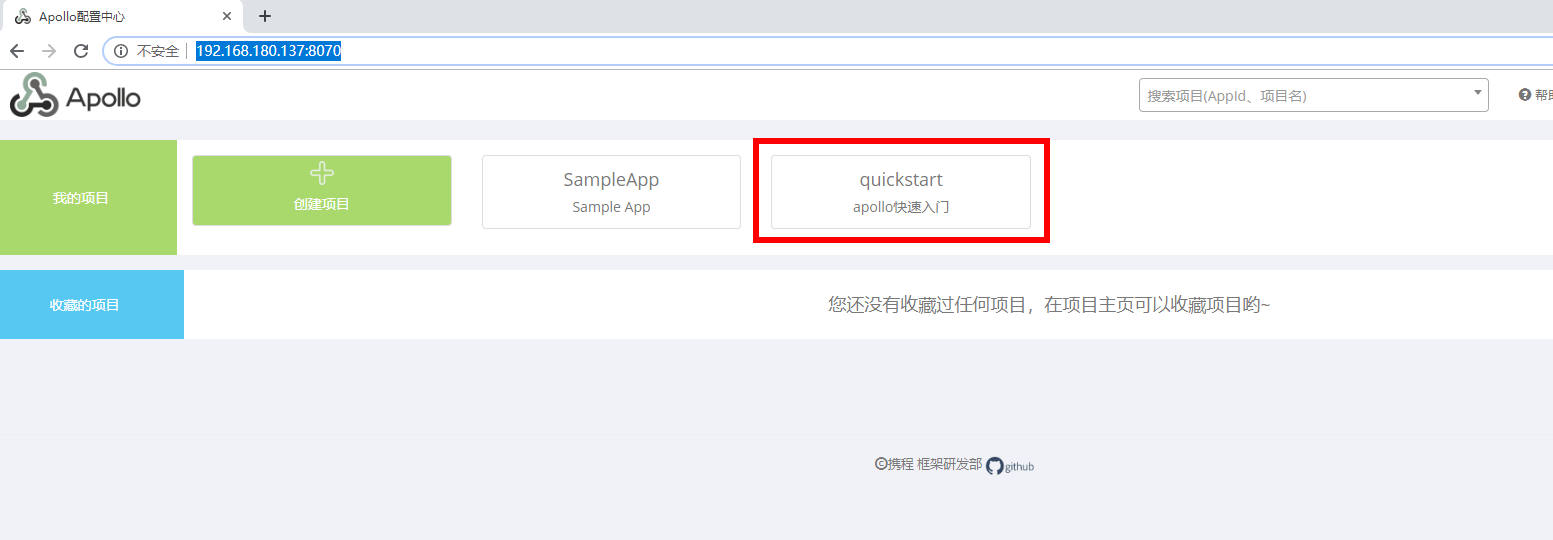 Apollo配置中心
不安全
192.168.180.137:8070
Apollo
搜索项目(AppId、项目名)
帮助
我的项目
创建项目
SampleApp
Sample App
quickstart
apollo快速入门
收藏的项目
您还没有收藏过任何项目，在项目主页可以收藏项目哟~
©携程 框架研发部 github